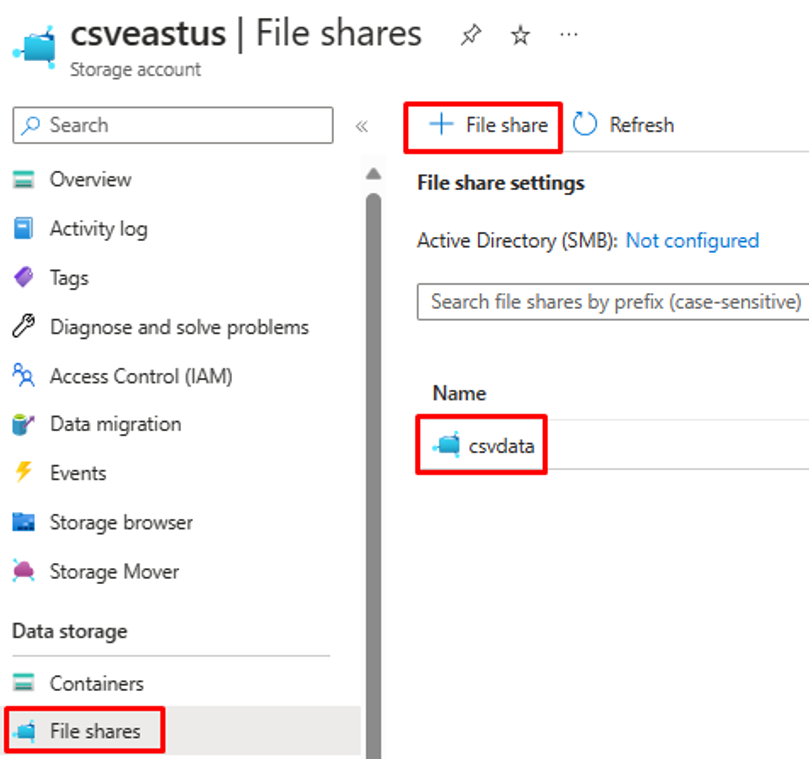 csveastus | File shares
Storage account
Search
+ File share
Refresh
Overview
Activity log
Tags
Diagnose and solve problems
Access Control (IAM)
Data migration
Events
Storage browser
Storage Mover
Data storage
Containers
File shares
File share settings
Active Directory (SMB): Not configured
Search file shares by prefix (case-sensitive)
Name
csvdata